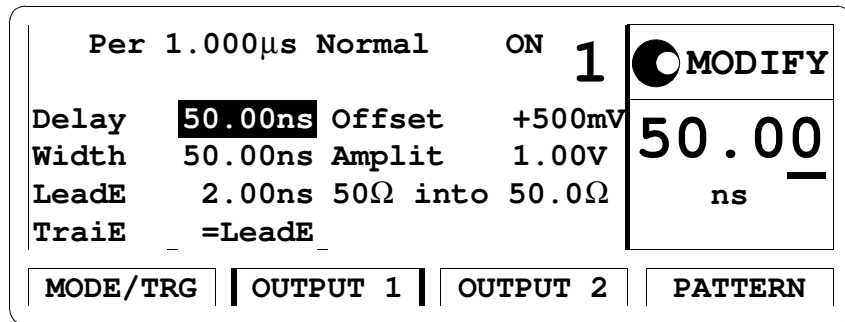 Per 1.000μs Normal ON 1 MODIFY
Delay 50.00ns Offset +500mV 50.00
Width 50.00ns Amplit 1.00V
LeadE 2.00ns 50Ω into 50.0Ω ns
TraiE =LeadE
MODE/TRG OUTPUT 1 OUTPUT 2 PATTERN